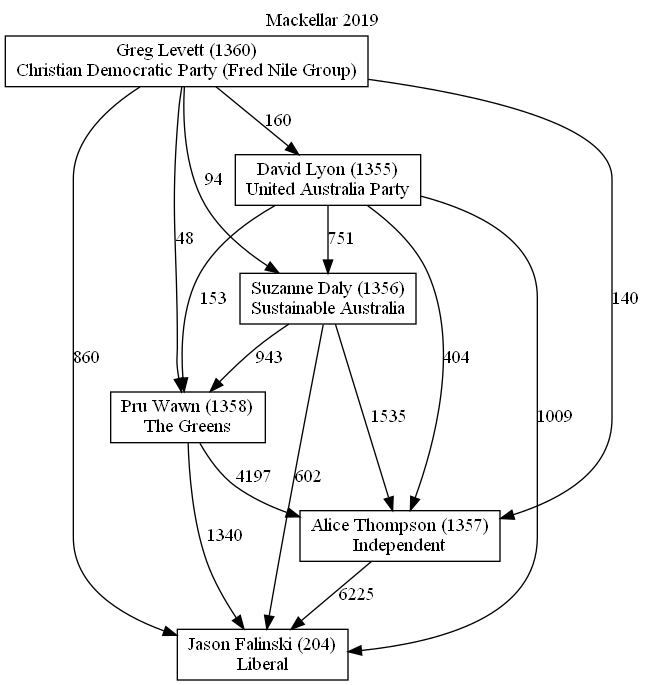 Mackellar 2019
Greg Levett (1360)
Christian Democratic Party (Fred Nile Group)
160
David Lyon (1355)
United Australia Party
94
48
751
Suzanne Daly (1356)
Sustainable Australia
153
140
860
943
404
Pru Wawn (1358)
The Greens
1535
1009
4197
602
Alice Thompson (1357)
Independent
1340
6225
Jason Falinski (204)
Liberal